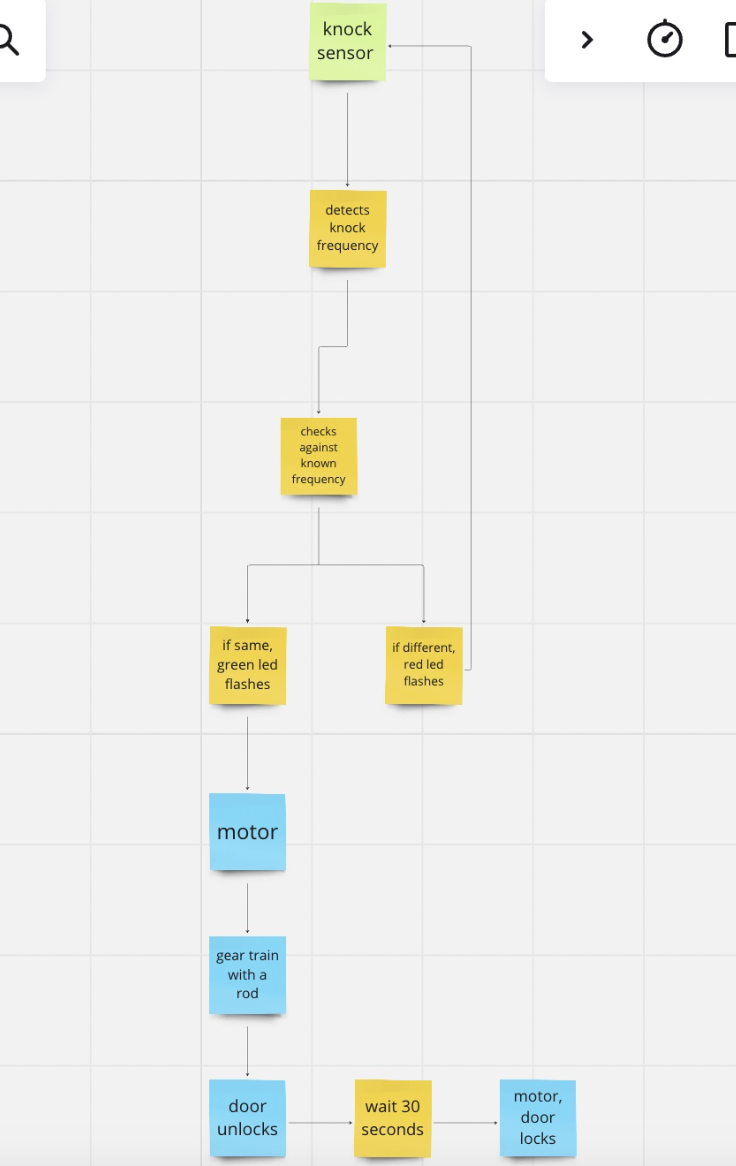 knock
sensor
detects
knock
frequency
checks
against
known
frequency
if same,
green led
flashes
if different,
red led
flashes
motor
gear train
with a
rod
door
unlocks
wait 30
seconds
motor,
door
locks